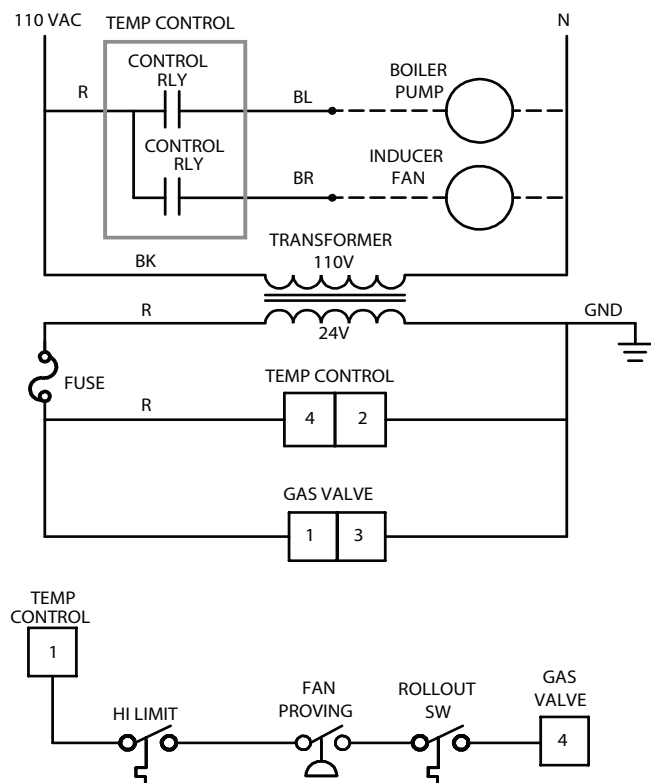 110 VAC
N
TEMP CONTROL
CONTROL
RLY
R
BL
BOILER
PUMP
CONTROL
RLY
BR
INDUCER
FAN
TRANSFORMER
110V
BK
R
24V
GND
FUSE
TEMP CONTROL
R
4 2
GAS VALVE
1 3
TEMP
CONTROL
1
HI LIMIT
FAN
PROVING
ROLLOUT
SW
GAS
VALVE
4